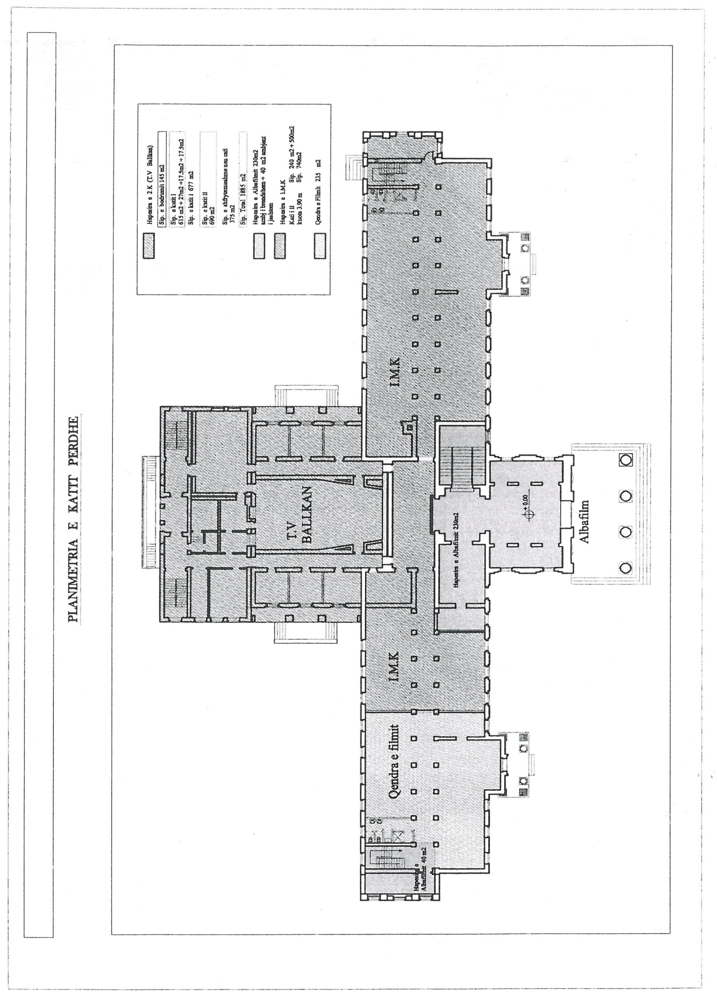 PLANIMETRIA E KATIT PERDHE
Hapesira e 2 K (T.V Ballkan)
Sip. e bodrumit 145 m2
Sip. e katit I
615 m2 + 27m2 +17.5m2 + 17.5m2
Sip. e katit I 677 m2
Sip. e katit II
690 m2
Sip. e shfrytezueshme nen cati
375 m2
Sip. Total 1885 m2
Hapesira e Albafilmit 230m2
ambj i brendshem + 40 m2 ambjent
i jashtem
Hapesira e I.M.K
Kati i II Sip. 240 m2 + 500m2
kuota 3.90 m Sip. 740m2
Qendra e Filmit 235 m2
T.V
BALLKAN
I.M.K
I.M.K
Qendra e filmit
Hapesira e
Albafilmit 40 m2
Hapesira e Albafilmit 230m2
+ 0.00
Albafilm